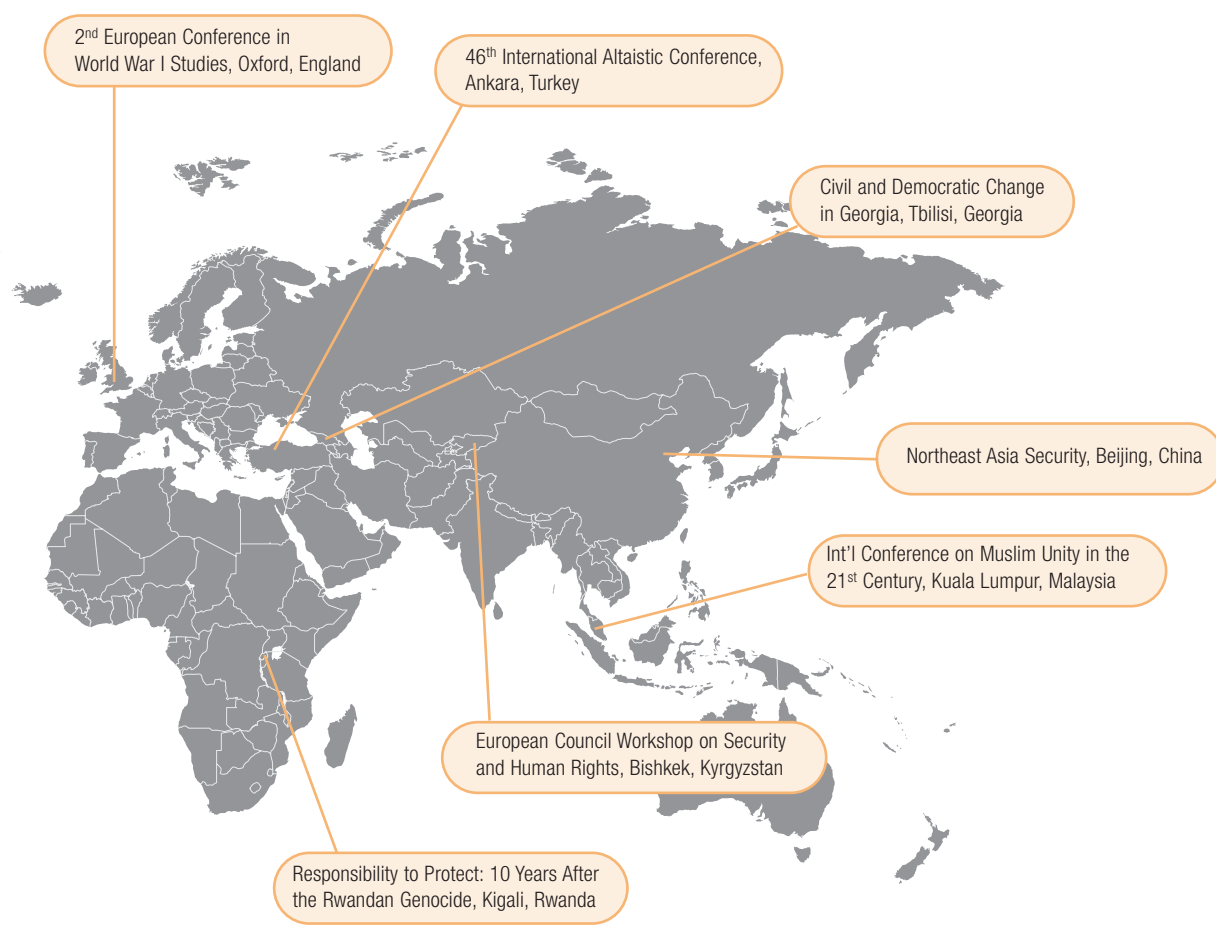 2nd European Conference in
World War I Studies, Oxford, England
46th International Altaistic Conference,
Ankara, Turkey
Civil and Democratic Change
in Georgia, Tbilisi, Georgia
Northeast Asia Security, Beijing, China
Int’l Conference on Muslim Unity in the
21st Century, Kuala Lumpur, Malaysia
European Council Workshop on Security
and Human Rights, Bishkek, Kyrgyzstan
Responsibility to Protect: 10 Years After
the Rwandan Genocide, Kigali, Rwanda